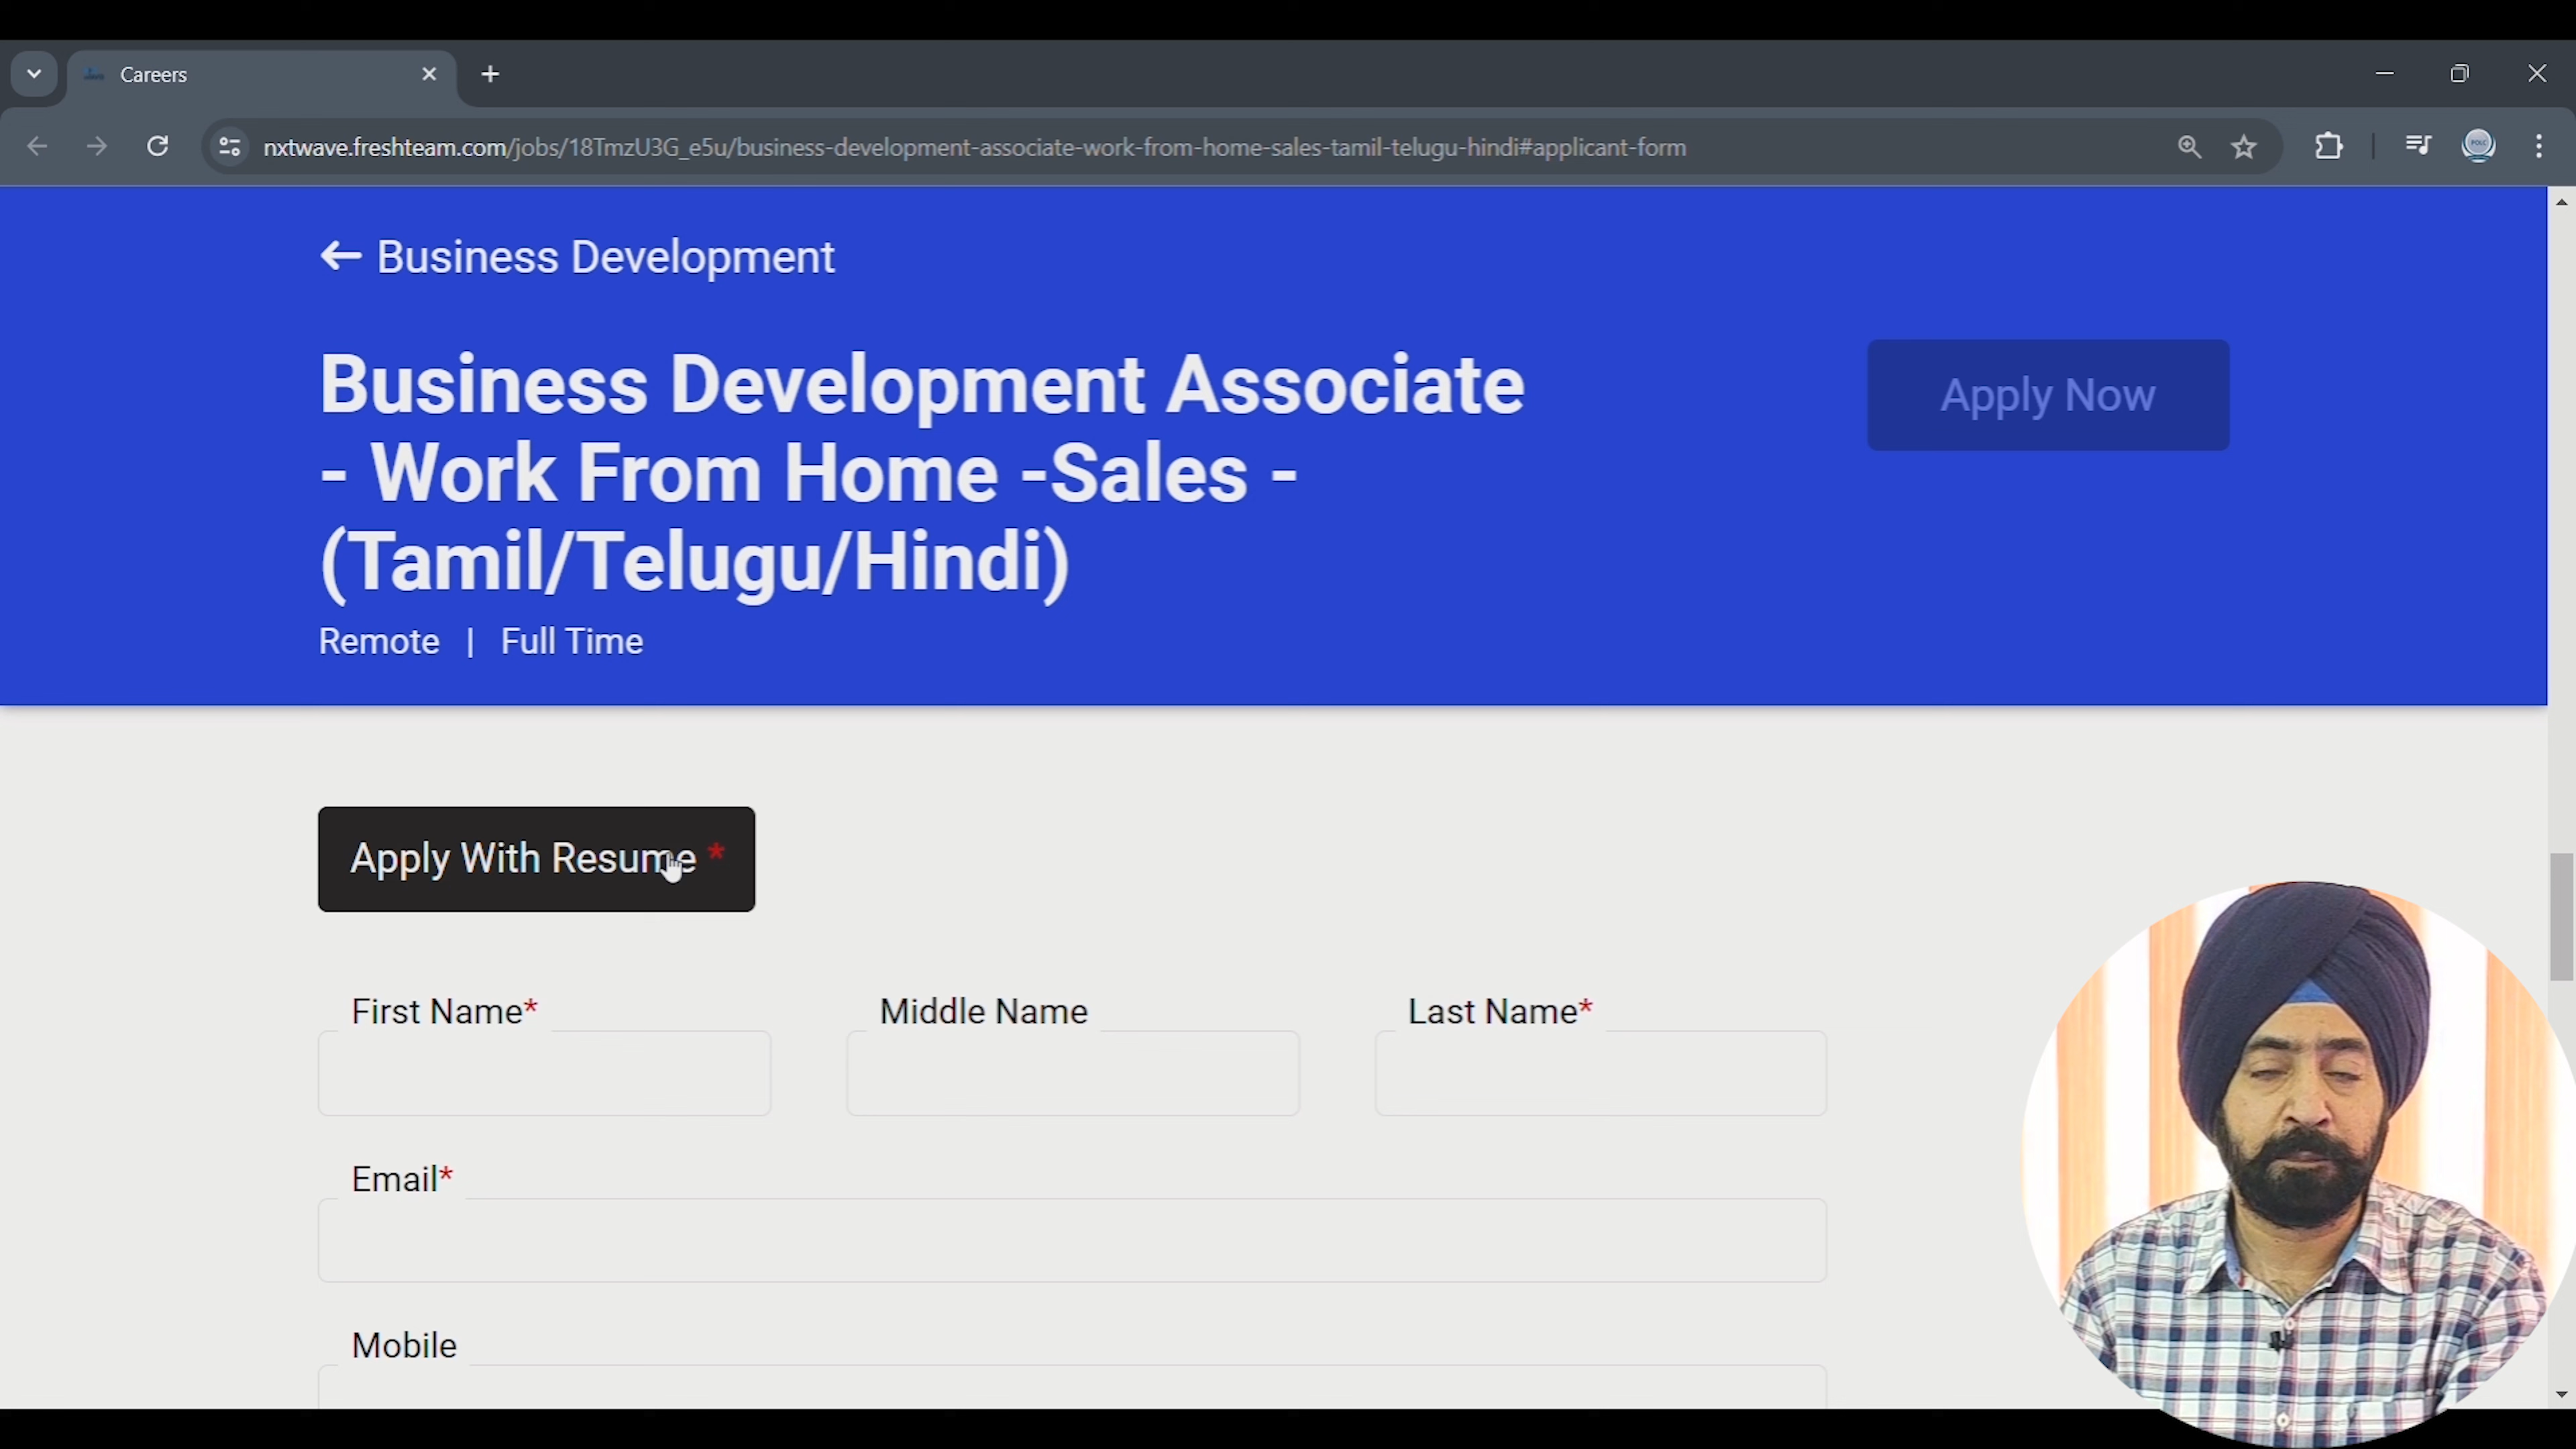 Careers
nxtwave.freshteam.com/jobs/18TmzU3G_e5u/business-development-associate-work-from-home-sales-tamil-telugu-hindi#applicant-form
Business Development
Business Development Associate
- Work From Home -Sales -
(Tamil/Telugu/Hindi)
Remote | Full Time
Apply Now
Apply With Resume *
First Name*
Middle Name
Last Name*
Email*
Mobile